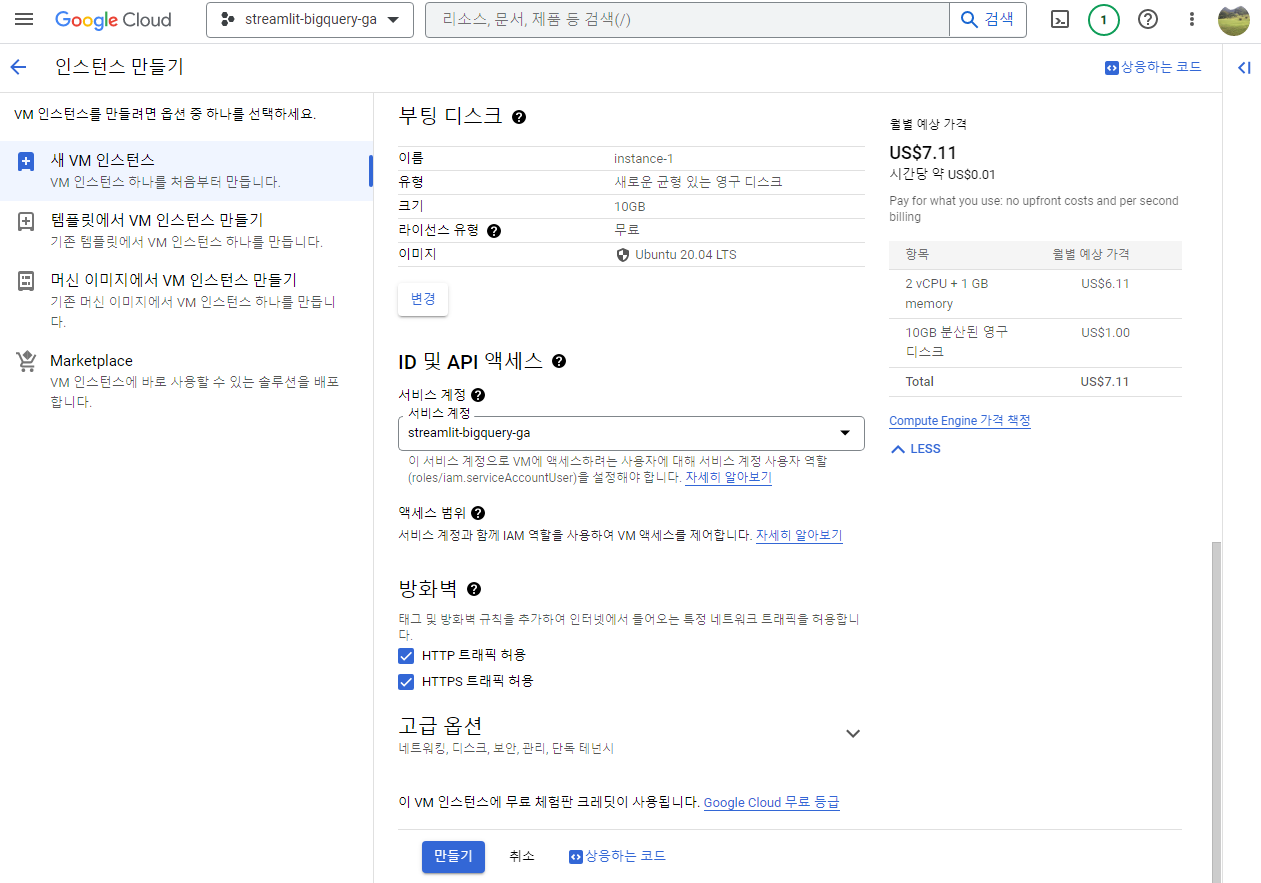 Google Cloud
streamlit-bigquery-ga
리소스, 문서, 제품 등 검색(/)
검색
1
인스턴스 만들기
상응하는 코드
VM 인스턴스를 만들려면 옵션 중 하나를 선택하세요.
새 VM 인스턴스
VM 인스턴스 하나를 처음부터 만듭니다.
템플릿에서 VM 인스턴스 만들기
기존 템플릿에서 VM 인스턴스 하나를 만듭니다.
머신 이미지에서 VM 인스턴스 만들기
기존 머신 이미지에서 VM 인스턴스 하나를 만듭니
다.
Marketplace
VM 인스턴스에 바로 사용할 수 있는 솔루션을 배포
합니다.
부팅 디스크
이름 instance-1
유형 새로운 균형 있는 영구 디스크
크기 10GB
라이선스 유형 무료
이미지 Ubuntu 20.04 LTS
변경
ID 및 API 액세스
서비스 계정
서비스 계정
streamlit-bigquery-ga
이 서비스 계정으로 VM에 액세스하려는 사용자에 대해 서비스 계정 사용자 역할
(roles/iam.serviceAccountUser)을 설정해야 합니다. 자세히 알아보기
액세스 범위
서비스 계정과 함께 IAM 역할을 사용하여 VM 액세스를 제어합니다. 자세히 알아보기
방화벽
태그 및 방화벽 규칙을 추가하여 인터넷에서 들어오는 특정 네트워크 트래픽을 허용합니
다.
HTTP 트래픽 허용
HTTPS 트래픽 허용
고급 옵션
네트워킹, 디스크, 보안, 관리, 단독 테넌시
이 VM 인스턴스에 무료 체험판 크레딧이 사용됩니다. Google Cloud 무료 등급
만들기 취소 상응하는 코드
월별 예상 가격
US$7.11
시간당 약 US$0.01
Pay for what you use: no upfront costs and per second
billing
항목 월별 예상 가격
2 vCPU + 1 GB US$6.11
memory
10GB 분산된 영구 US$1.00
디스크
Total US$7.11
Compute Engine 가격 책정
LESS